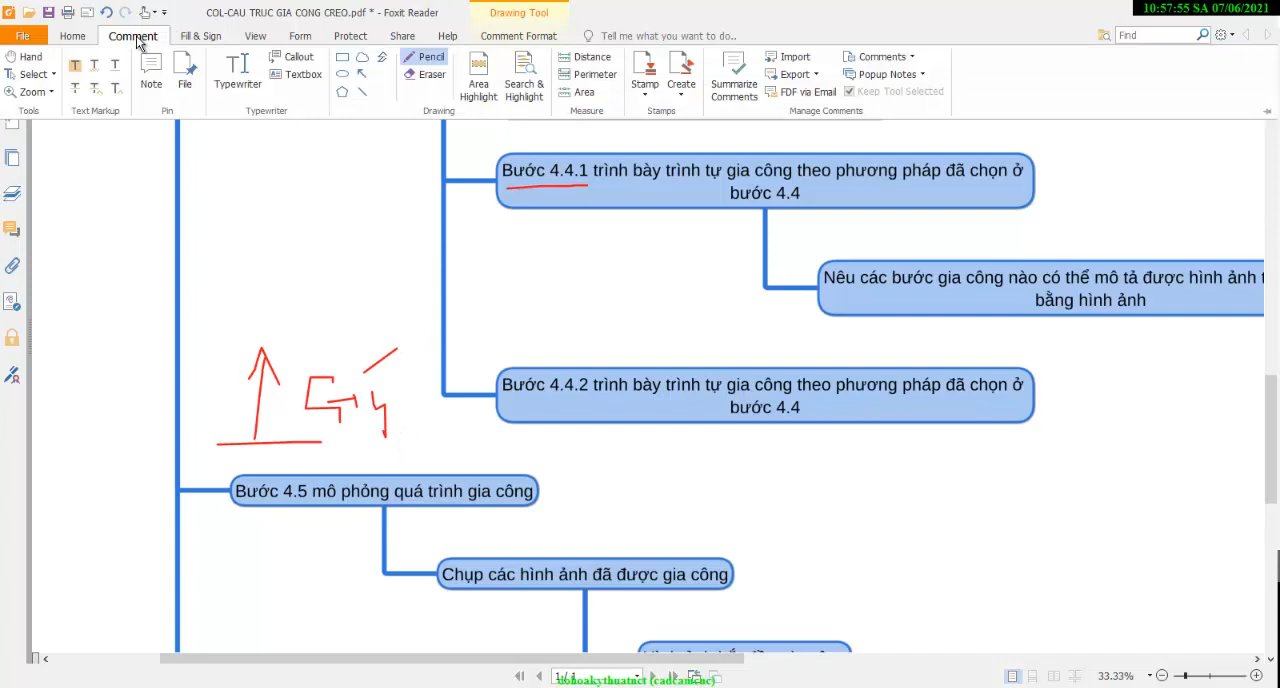 COL-CAU TRUC GIA CONG CREO.pdf * - Foxit Reader
Drawing Tool
10:57:55 SA 07/06/2021
File Home Comment Fill & Sign View Form Protect Share Help Comment Format Tell me what you want to do.. Find
Hand
Select
Zoom
Tools
Text Markup
Note
File
Pin
Typewriter
Callout
Textbox
Typewriter
Pencil
Eraser
Area
Highlight
Search &
Highlight
Drawing
Distance
Perimeter
Area
Measure
Stamp
Create
Stamps
Summarize
Comments
Import
Export
FDF via Email
Comments
Popup Notes
Keep Tool Selected
Manage Comments
Bước 4.4.1 trình bày trình tự gia công theo phương pháp đã chọn ở
bước 4.4
Nêu các bước gia công nào có thể mô tả được hình ảnh
bằng hình ảnh
Bước 4.4.2 trình bày trình tự gia công theo phương pháp đã chọn ở
bước 4.4
Bước 4.5 mô phỏng quá trình gia công
Chụp các hình ảnh đã được gia công
1 / 1
dohoakythuatnct (cadcamcnc)
33.33%